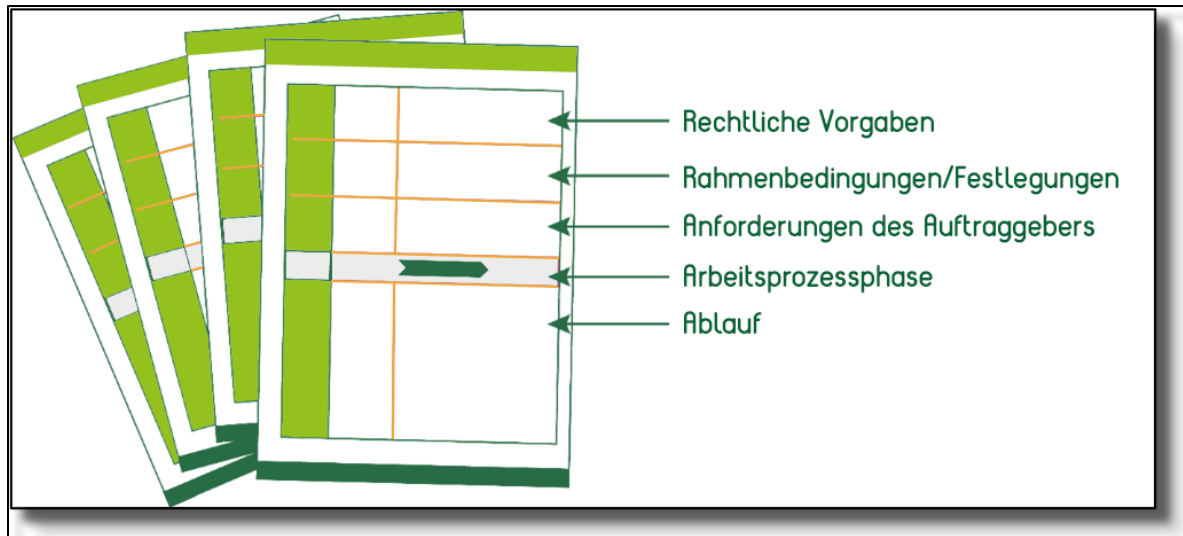 Rechtliche Vorgaben
Rahmenbedingungen/Festlegungen
Anforderungen des Auftraggebers
Arbeitsprozessphase
Ablauf